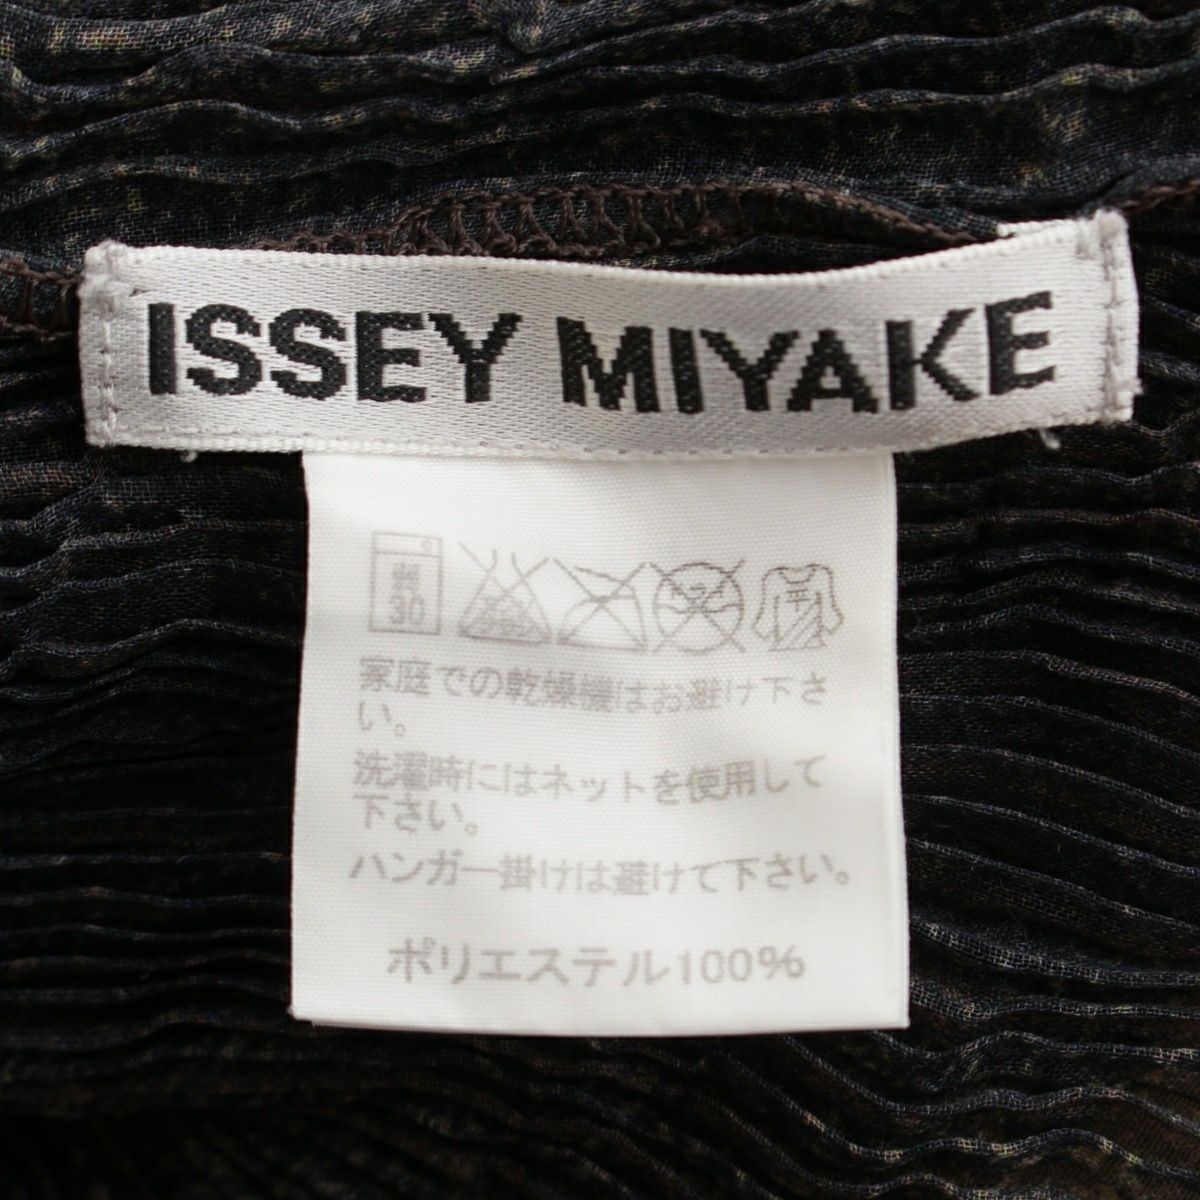 ISSEY MIYAKE
弱
30
家庭での乾燥機はお避け下さ
い。
洗濯時にはネットを使用して
下さい。
ハンガー掛けは避けて下さい。
ポリエステル100%